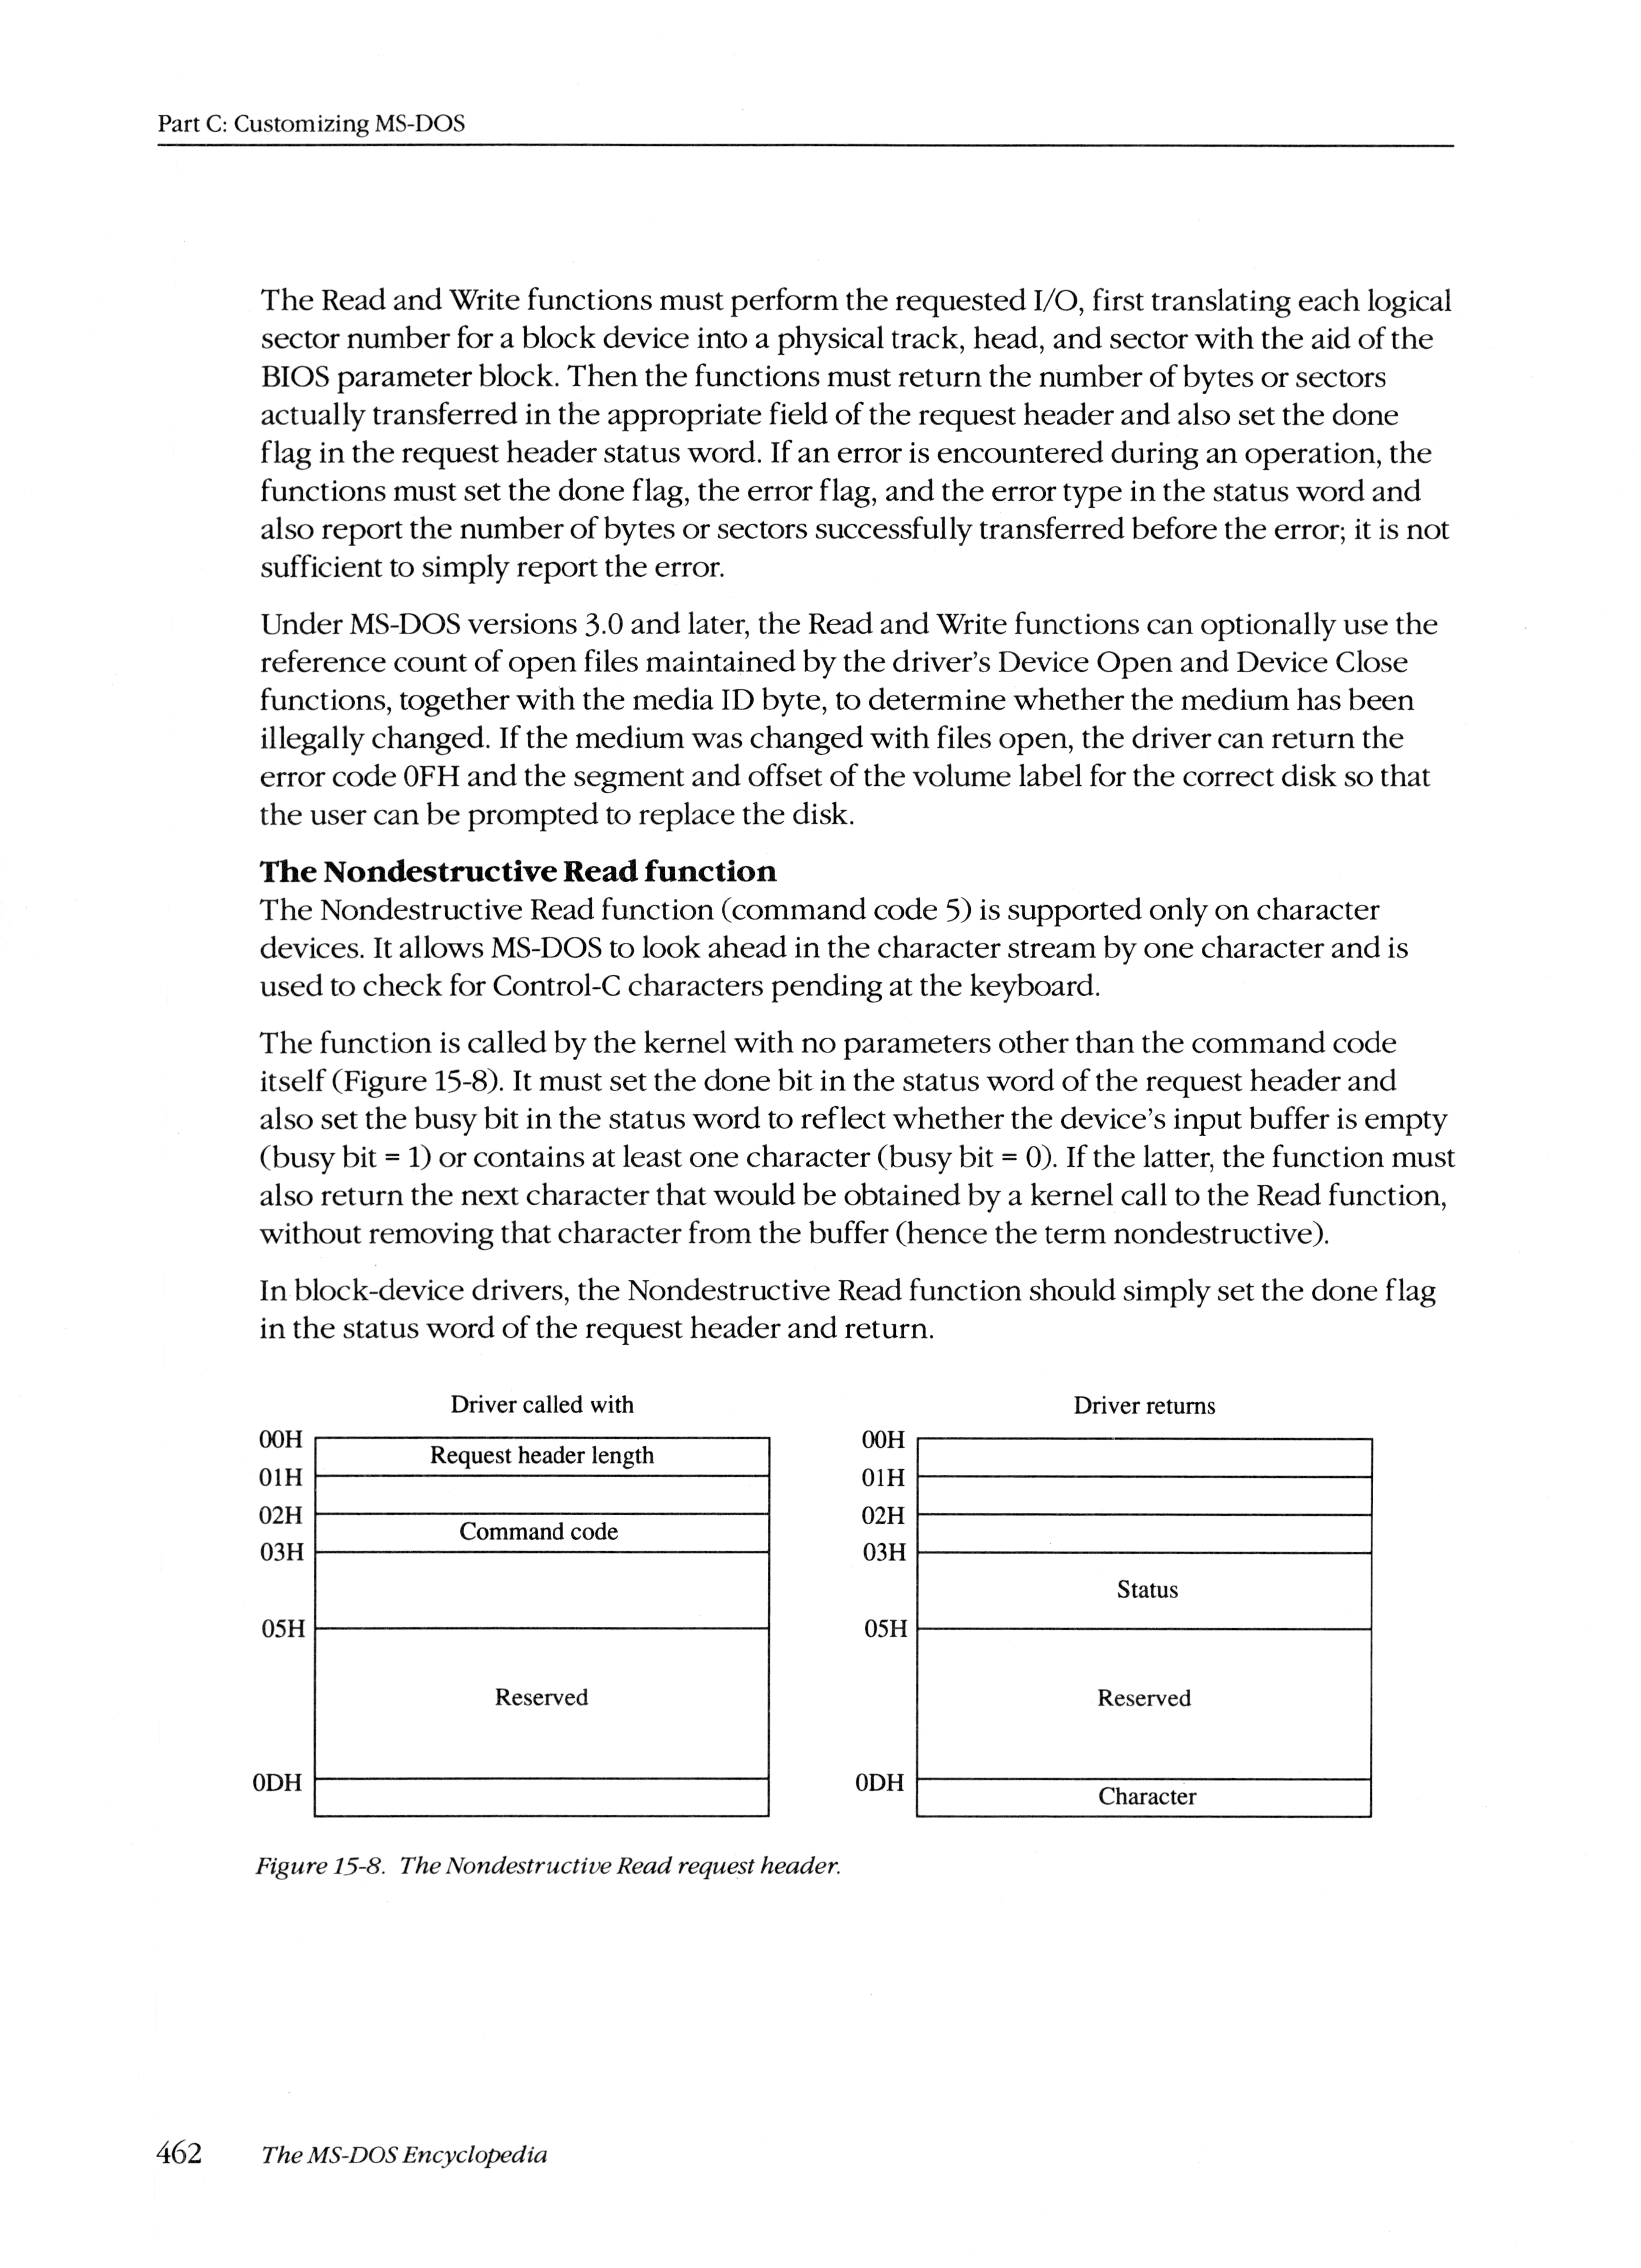 Part C: Customizing MS-DOS
The Read and Write functions must perform the requested I/O, first translating each logical
sector number for a block device into a physical track, head, and sector with the aid of the
BIOS parameter block. Then the functions must return the number of bytes or sectors
actually transferred in the appropriate field of the request header and also set the done
flag in the request header status word. If an error is encountered during an operation, the
functions must set the done flag, the error flag, and the error type in the status word and
also report the number of bytes or sectors successfully transferred before the error; it is not
sufficient to simply report the error.
Under MS-DOS versions 3.0 and later, the Read and Write functions can optionally use the
reference count of open files maintained by the driver's Device Open and Device Close
functions, together with the media ID byte, to determine whether the medium has been
illegally changed. If the medium was changed with files open, the driver can return the
error code 0FH and the segment and offset of the volume label for the correct disk so that
the user can be prompted to replace the disk.
The Nondestructive Read function
The Nondestructive Read function (command code 5) is supported only on character
devices. It allows MS-DOS to look ahead in the character stream by one character and is
used to check for Control-C characters pending at the keyboard.
The function is called by the kernel with no parameters other than the command code
itself (Figure 15-8). It must set the done bit in the status word of the request header and
also set the busy bit in the status word to reflect whether the device's input buffer is empty
(busy bit = 1) or contains at least one character (busy bit = 0). If the latter, the function must
also return the next character that would be obtained by a kernel call to the Read function,
without removing that character from the buffer (hence the term nondestructive).
In block-device drivers, the Nondestructive Read function should simply set the done flag
in the status word of the request header and return.
Driver called with
00H
Request header length
01H
02H
Command code
03H
05H
Reserved
0DH
Driver returns
00H
01H
02H
03H
Status
05H
Reserved
0DH
Character
Figure 15-8. The Nondestructive Read request header.
462 The MS-DOS Encyclopedia